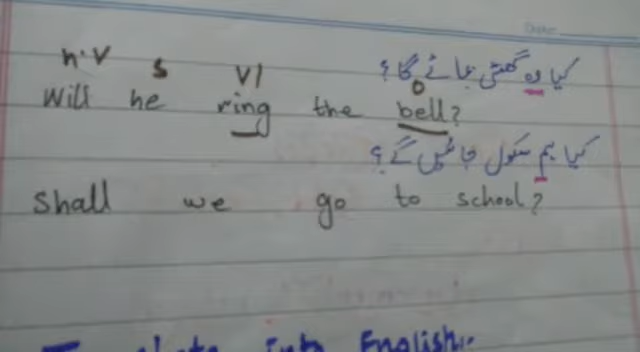 Date:
کیا وہ گھنٹی بجائے گا؟
h.V s V1 o
Will he ring the bell?
کیا ہم سکول جائیں گے؟
Shall we go to school?
into English:-